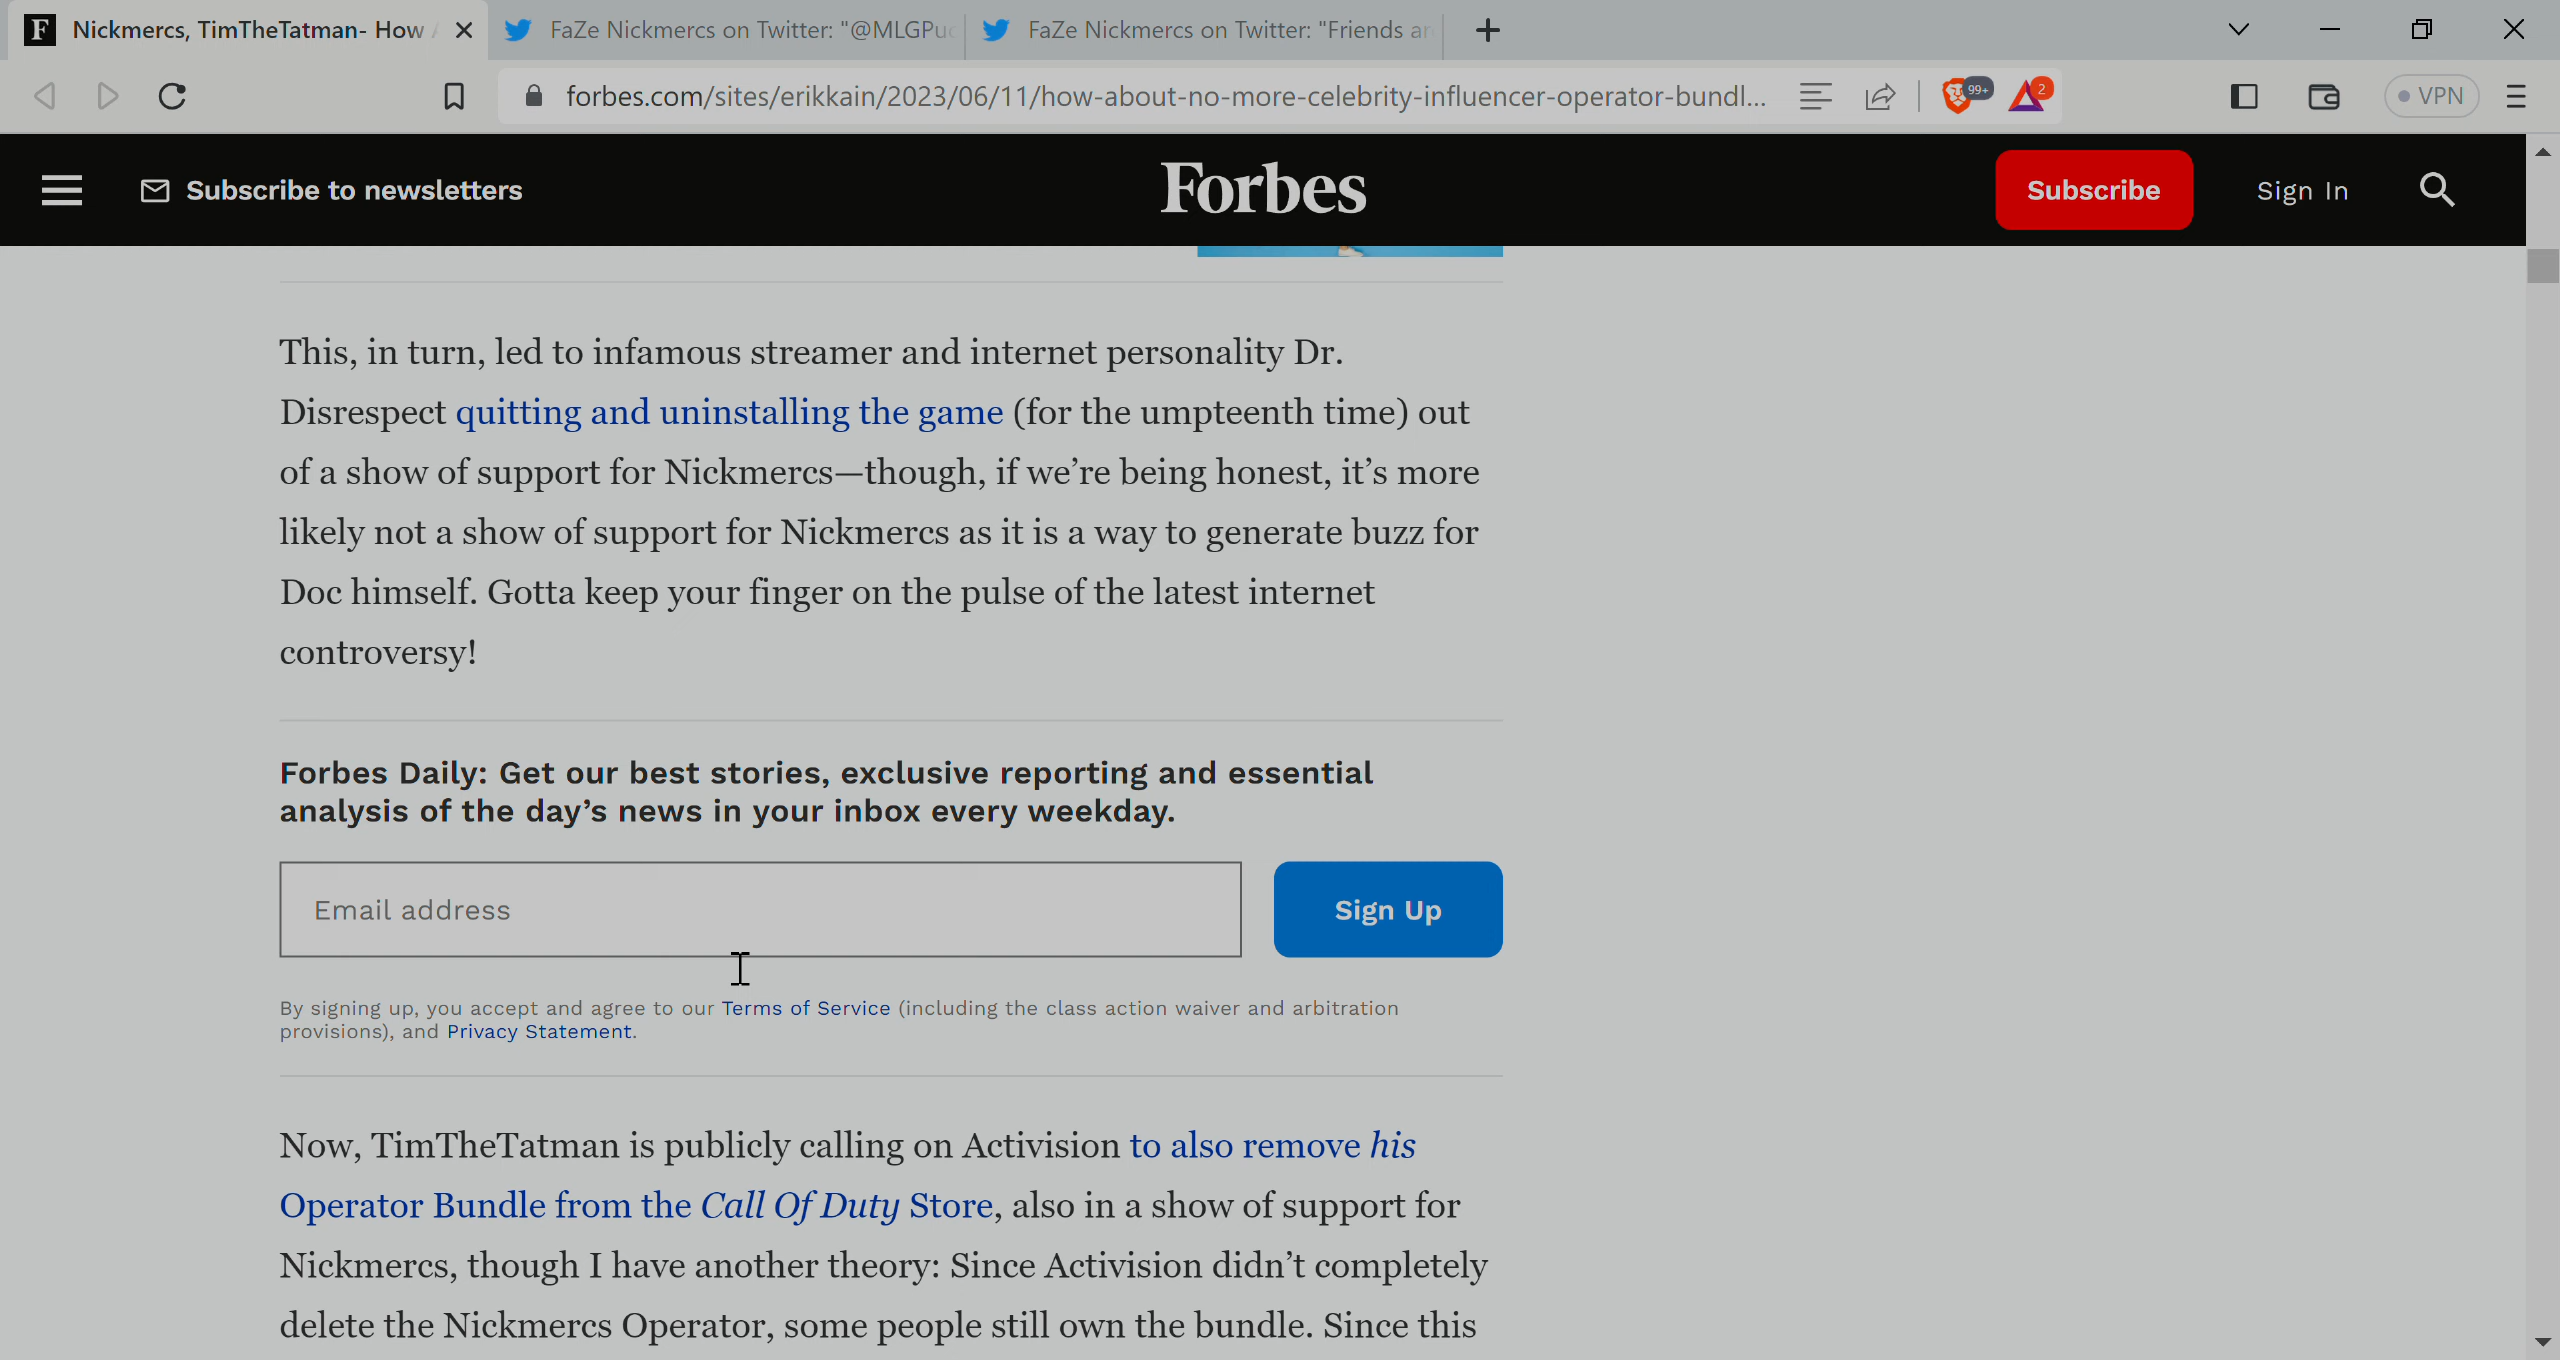 Nickmercs, TimTheTatman- How
FaZe Nickmercs on Twitter: "@MLGPu
FaZe Nickmercs on Twitter: "Friends
forbes.com/sites/erikkain/2023/06/11/how-about-no-more-celebrity-influencer-operator-bundl...
99+
2
VPN
Subscribe to newsletters
Forbes
Subscribe
Sign In
This, in turn, led to infamous streamer and internet personality Dr.
Disrespect quitting and uninstalling the game (for the umpteenth time) out
of a show of support for Nickmercs—though, if we’re being honest, it’s more
likely not a show of support for Nickmercs as it is a way to generate buzz for
Doc himself. Gotta keep your finger on the pulse of the latest internet
controversy!
Forbes Daily: Get our best stories, exclusive reporting and essential
analysis of the day’s news in your inbox every weekday.
Email address
Sign Up
By signing up, you accept and agree to our Terms of Service (including the class action waiver and arbitration
provisions), and Privacy Statement.
Now, TimTheTatman is publicly calling on Activision to also remove his
Operator Bundle from the Call Of Duty Store, also in a show of support for
Nickmercs, though I have another theory: Since Activision didn’t completely
delete the Nickmercs Operator, some people still own the bundle. Since this